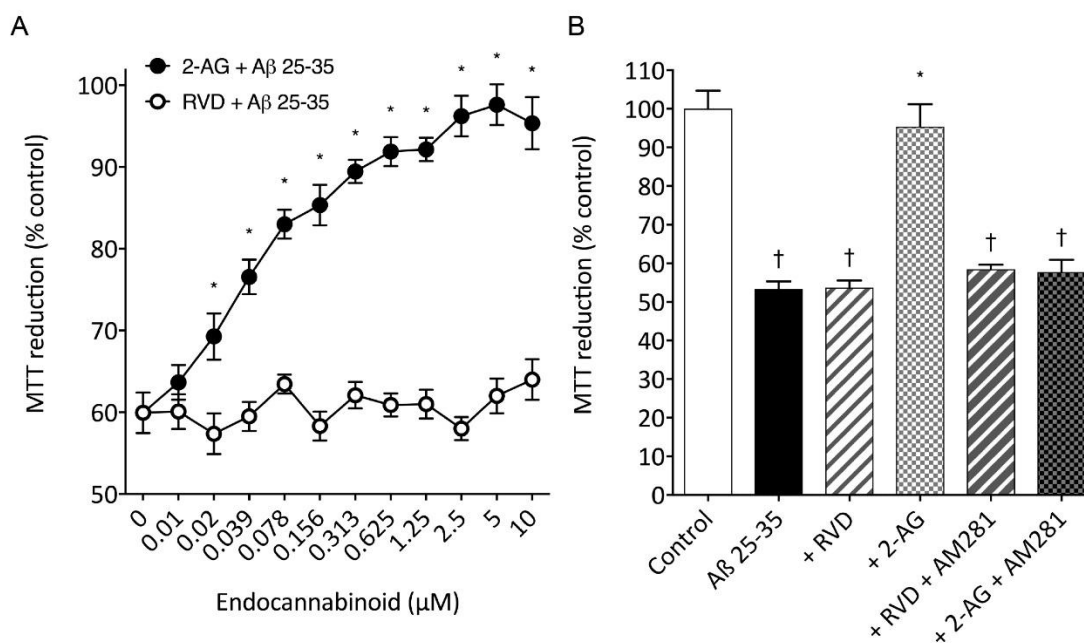 A
2-AG + Aβ 25-35
RVD + Aβ 25-35
MTT reduction (% control)
100
90
80
70
60
50
0
0.01
0.02
0.039
0.078
0.156
0.313
0.625
1.25
2.5
5
10
Endocannabinoid (μM)
* * * * * * * * * *
B
MTT reduction (% control)
110
100
90
80
70
60
50
40
30
20
10
0
† † * † †
Control
Aß 25-35
+ RVD
+ 2-AG
+ RVD + AM281
+ 2-AG + AM281